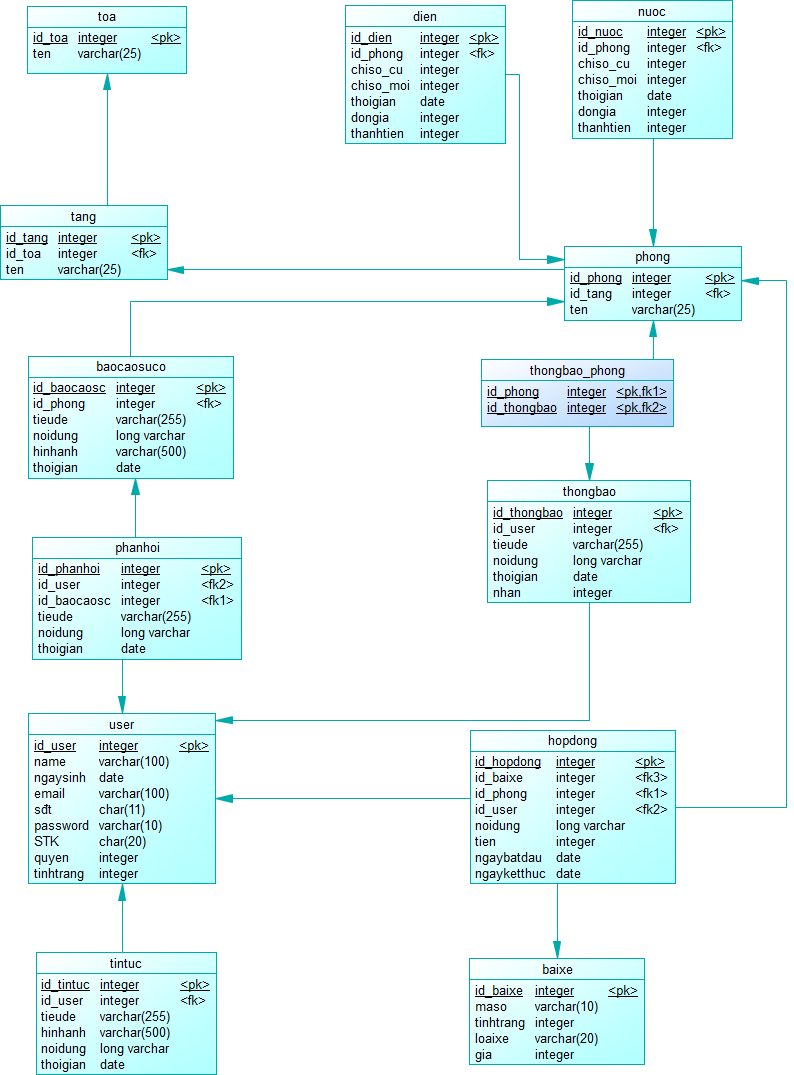 toa
id_toa integer <pk>
ten varchar(25)
dien
id_dien integer <pk>
id_phong integer <fk>
chiso_cu integer
chiso_moi integer
thoigian date
dongia integer
thanhtien integer
nuoc
id_nuoc integer <pk>
id_phong integer <fk>
chiso_cu integer
chiso_moi integer
thoigian date
dongia integer
thanhtien integer
tang
id_tang integer <pk>
id_toa integer <fk>
ten varchar(25)
phong
id_phong integer <pk>
id_tang integer <fk>
ten varchar(25)
baocaosuco
id_baocaosc integer <pk>
id_phong integer <fk>
tieude varchar(255)
noidung long varchar
hinhanh varchar(500)
thoigian date
thongbao_phong
id_phong integer <pk,fk1>
id_thongbao integer <pk,fk2>
thongbao
id_thongbao integer <pk>
id_user integer <fk>
tieude varchar(255)
noidung long varchar
thoigian date
nhan integer
phanhoi
id_phanhoi integer <pk>
id_user integer <fk2>
id_baocaosc integer <fk1>
tieude varchar(255)
noidung long varchar
thoigian date
user
id_user integer <pk>
name varchar(100)
ngaysinh date
email varchar(100)
sđt char(11)
password varchar(10)
STK char(20)
quyen integer
tinhtrang integer
hopdong
id_hopdong integer <pk>
id_baixe integer <fk3>
id_phong integer <fk1>
id_user integer <fk2>
noidung long varchar
tien integer
ngaybatdau date
ngayketthuc date
tintuc
id_tintuc integer <pk>
id_user integer <fk>
tieude varchar(255)
hinhanh varchar(500)
noidung long varchar
thoigian date
baixe
id_baixe integer <pk>
maso varchar(10)
tinhtrang integer
loaixe varchar(20)
gia integer